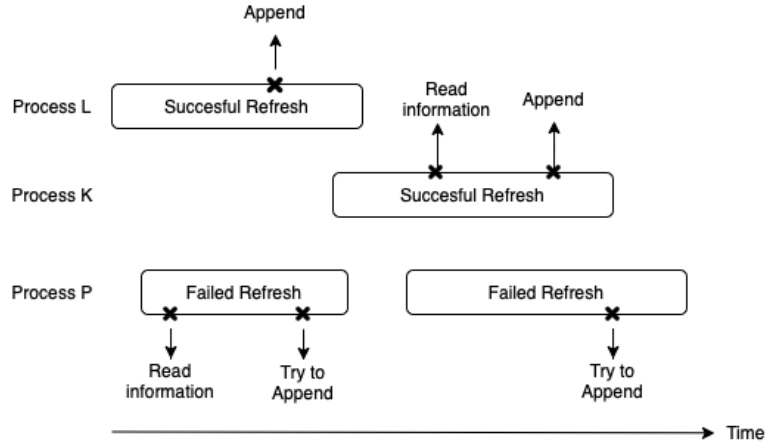 Append
Process L
Succesful Refresh
Read
information
Append
Process K
Succesful Refresh
Process P
Failed Refresh
Failed Refresh
Read
information
Try to
Append
Try to
Append
Time